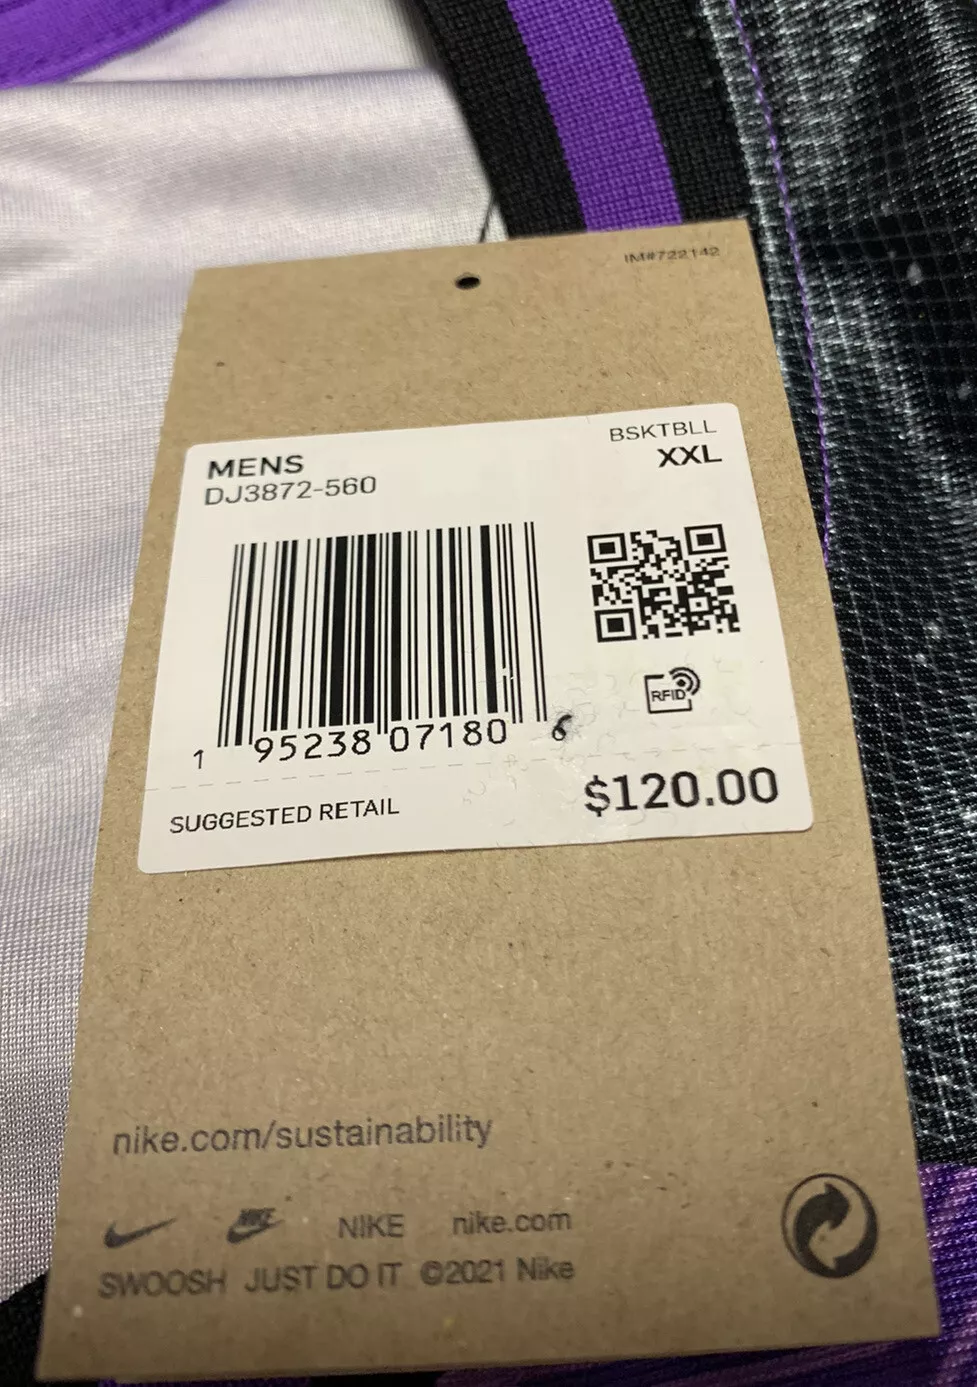 IM#722142
BSKTBLL
MENS
XXL
DJ3872-560
RFID
1 95238 07180 6
SUGGESTED RETAIL
$120.00
nike.com/sustainability
NIKE NIKE nike.com
SWOOSH JUST DO IT ©2021 Nike